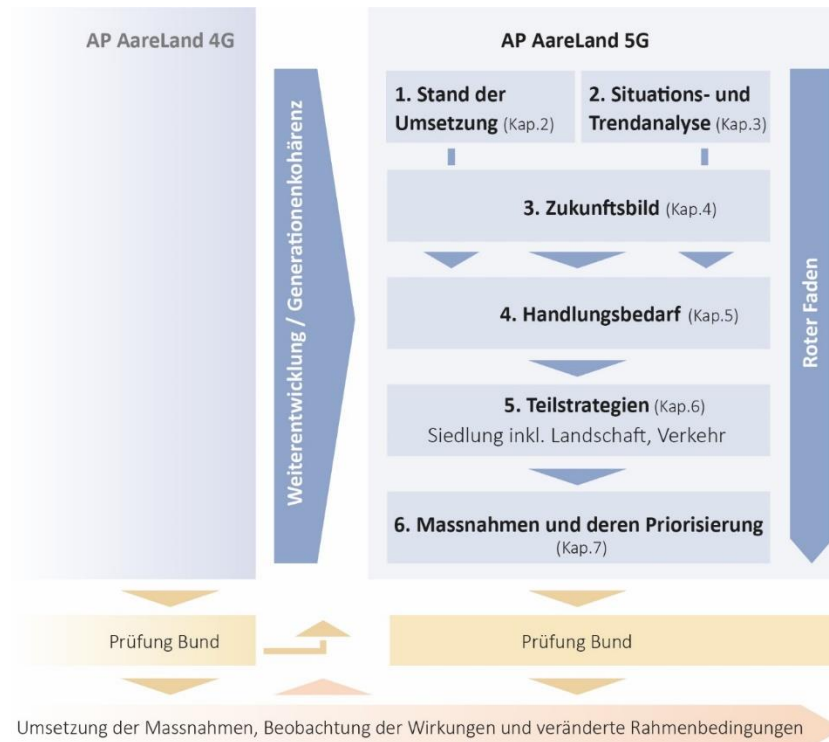 AP AareLand 4G
AP AareLand 5G
Weiterentwicklung / Generationenkohärenz
1. Stand der
Umsetzung (Kap.2)
2. Situations- und
Trendanalyse (Kap.3)
3. Zukunftsbild (Kap.4)
4. Handlungsbedarf (Kap.5)
5. Teilstrategien (Kap.6)
Siedlung inkl. Landschaft, Verkehr
6. Massnahmen und deren Priorisierung
(Kap.7)
Roter Faden
Prüfung Bund
Prüfung Bund
Umsetzung der Massnahmen, Beobachtung der Wirkungen und veränderte Rahmenbedingungen